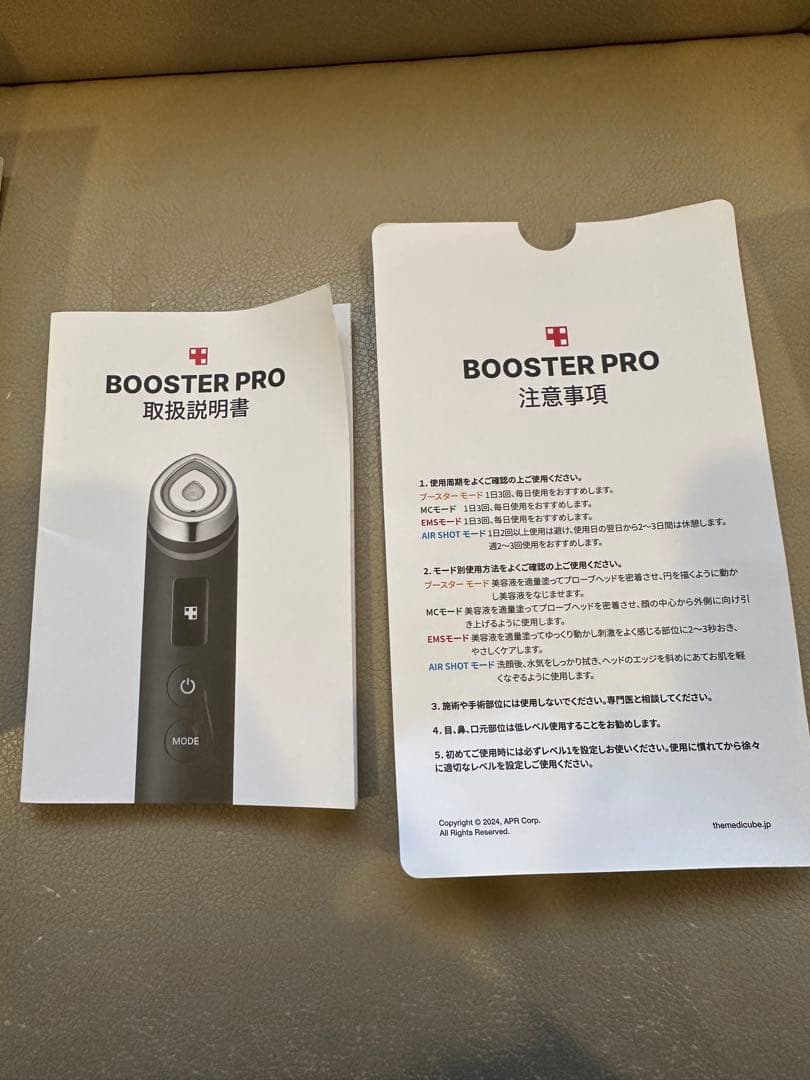 BOOSTER PRO
取扱説明書
MODE
BOOSTER PRO
注意事項
1. 使用周期をよくご確認の上ご使用ください。
ブースター モード 1日3回、毎日使用をおすすめします。
MCモード 1日3回、毎日使用をおすすめします。
EMSモード 1日3回、毎日使用をおすすめします。
AIR SHOT モード 1日2回以上使用は避け、使用日の翌日から2〜3日間は休憩します。
週2〜3回使用をおすすめします。
2. モード別使用方法をよくご確認の上ご使用ください。
ブースター モード 美容液を適量塗ってプローブヘッドを密着させ、円を描くように動か
し美容液をなじませます。
MCモード 美容液を適量塗ってプローブヘッドを密着させ、顔の中心から外側に向け引
き上げるように使用します。
EMSモード 美容液を適量塗ってゆっくり動かし刺激をよく感じる部位に2〜3秒おき、
やさしくケアします。
AIR SHOT モード 洗顔後、水気をしっかり拭き、ヘッドのエッジを斜めにあてお肌を軽
くなぞるように使用します。
3. 施術や手術部位には使用しないでください。専門医と相談してください。
4. 目、鼻、口元部位は低レベル使用することをお勧めします。
5. 初めてご使用時には必ずレベル1を設定しお使いください。使用に慣れてから徐々
に適切なレベルを設定しご使用ください。
Copyright © 2024, APR Corp.
All Rights Reserved.
themedicube.jp